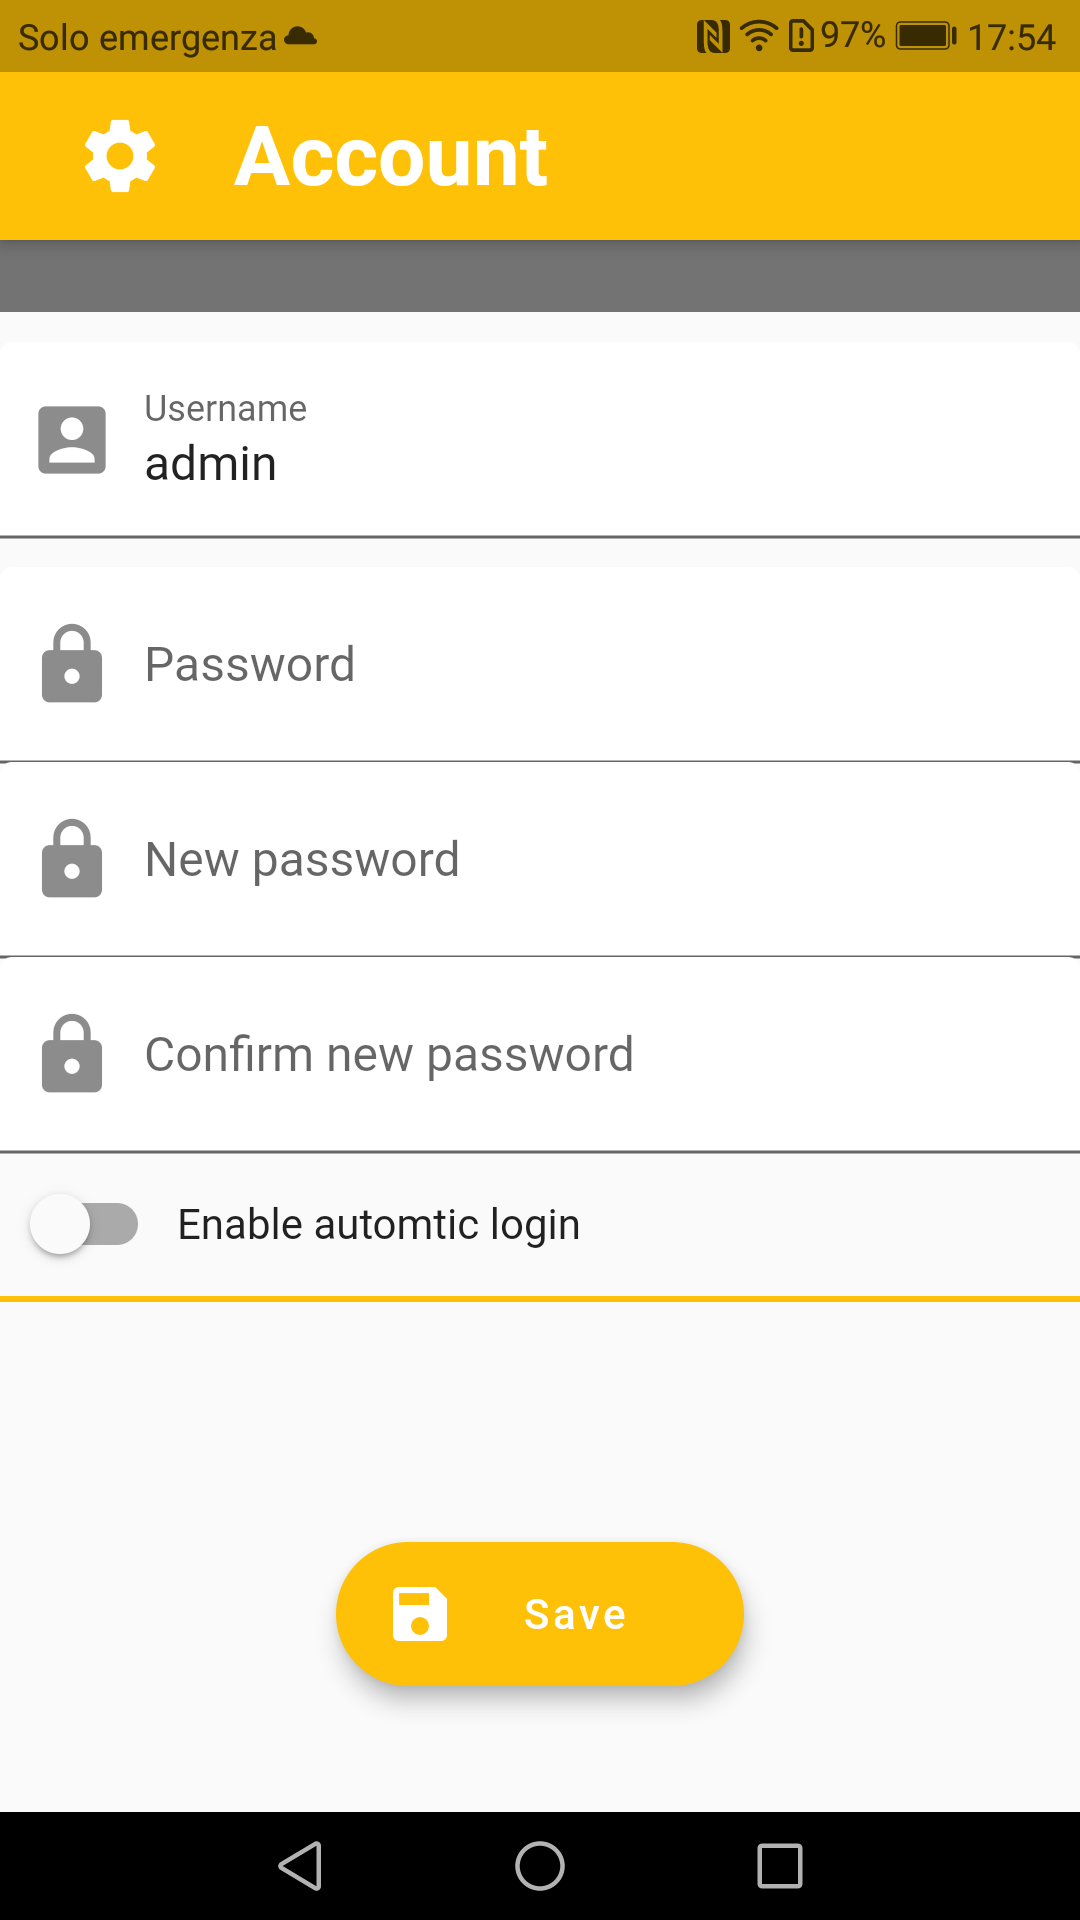 Solo emergenza 97% 17:54
Account
Username
admin
Password
New password
Confirm new password
Enable automtic login
Save